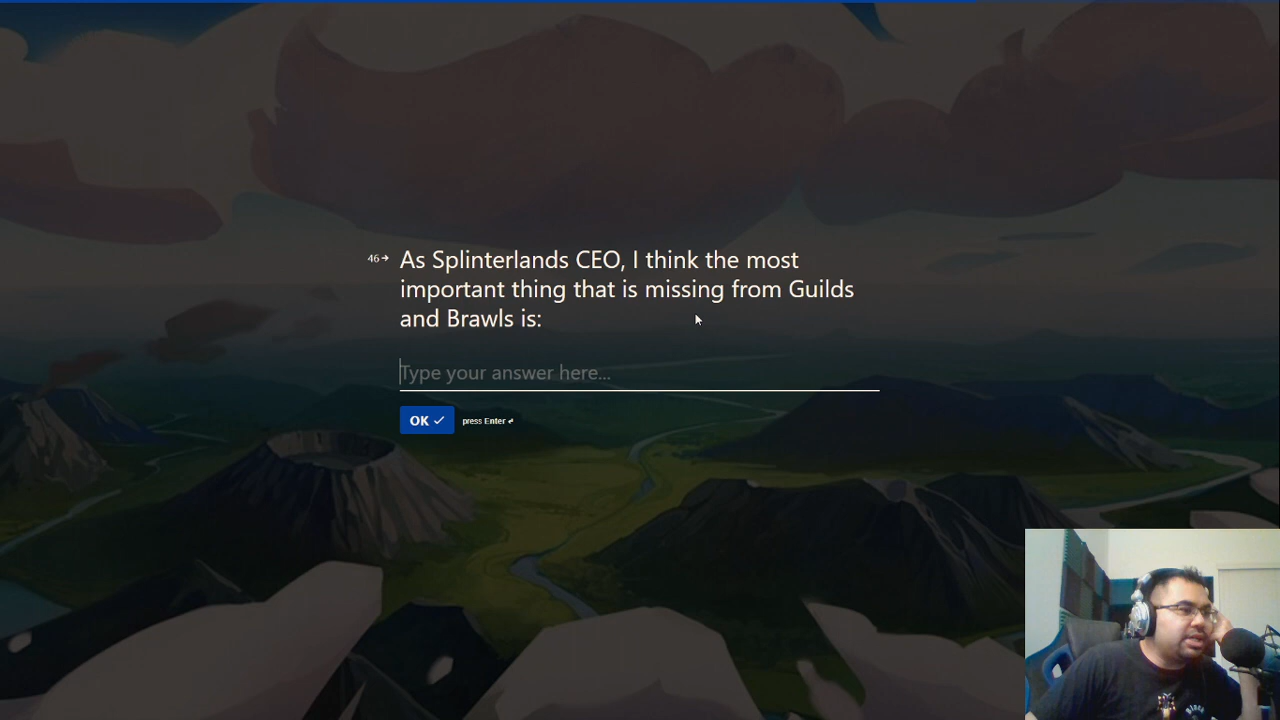 46→ As Splinterlands CEO, I think the most
important thing that is missing from Guilds
and Brawls is:
Type your answer here...
OK ✓ press Enter ↵